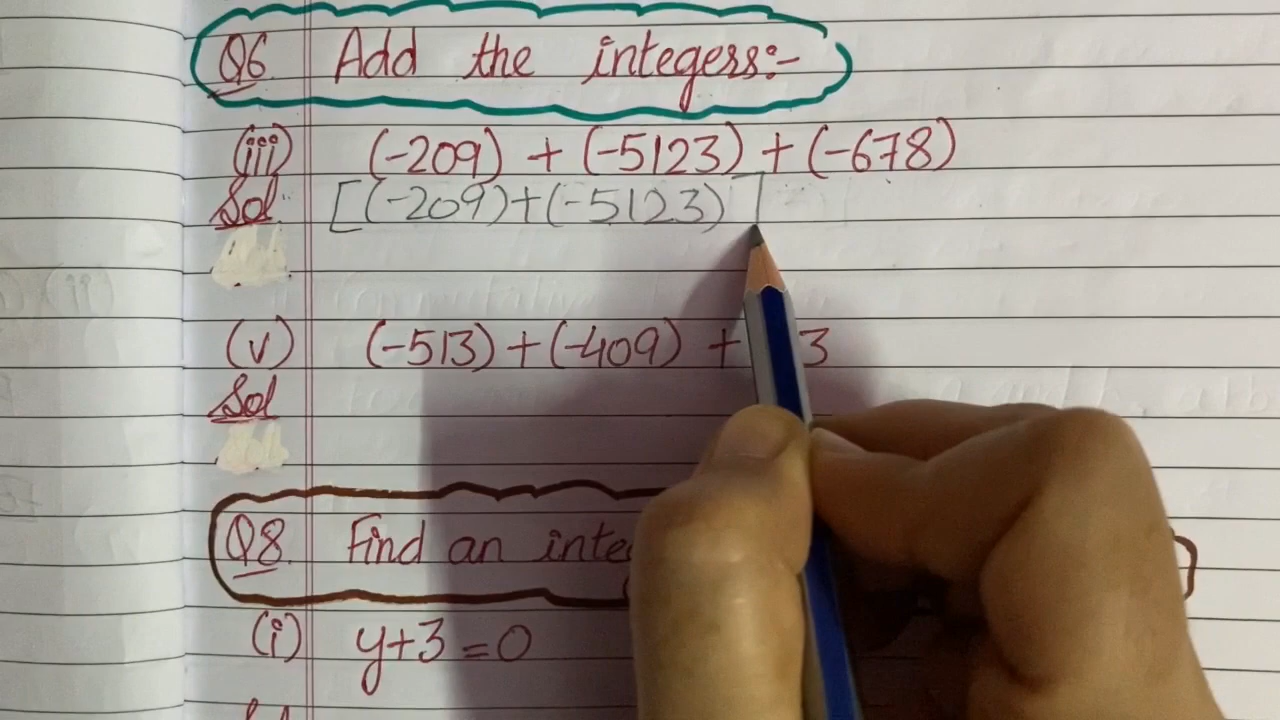 Q6 Add the integers:-
(iii) (-209) + (-5123) + (-678)
Sol. [(-209)+(-5123)]
(v) (-513)+(-409) + 3
Sol
Q8. Find an
(i) y+3=0